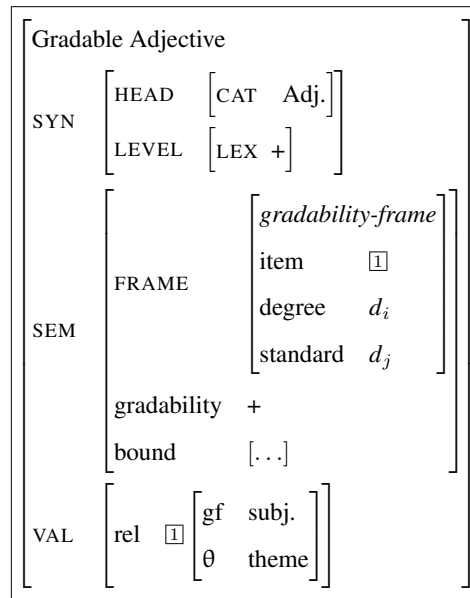 Gradable Adjective
SYN [HEAD [CAT Adj.]
LEVEL [LEX +]]
SEM [FRAME [gradability-frame
item 1
degree d_i
standard d_j]
gradability +
bound [...]]
VAL [rel 1 [gf subj.
θ theme]]